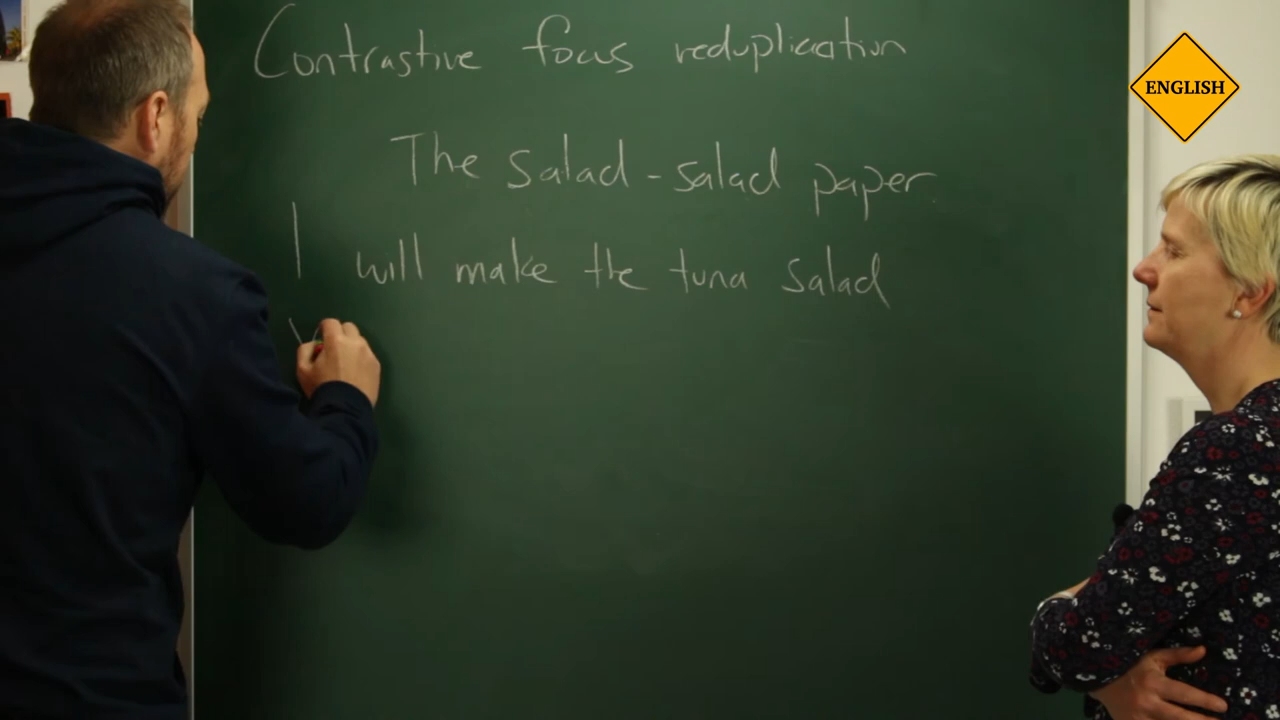 Contrastive focus reduplication
ENGLISH
The salad-salad paper.
I will make the tuna salad